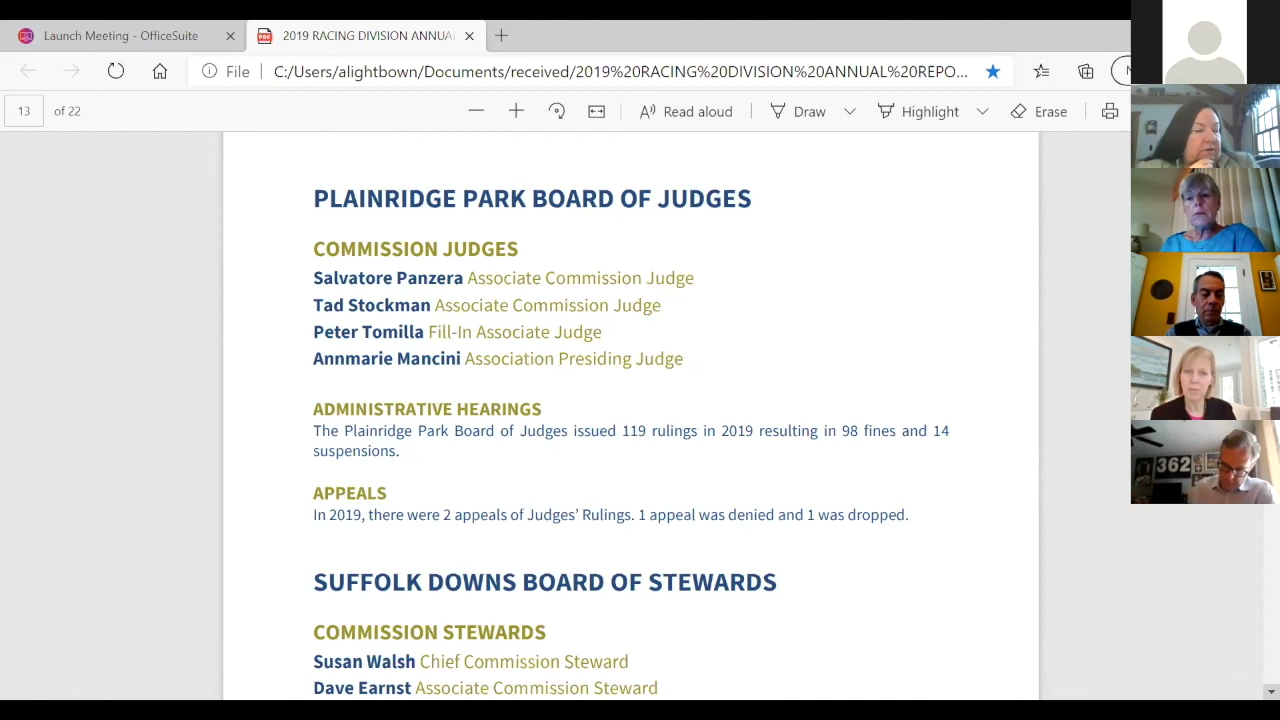 Launch Meeting - OfficeSuite
2019 RACING DIVISION ANNUA
File
C:/Users/alightbown/Documents/received/2019%20RACING%20DIVISION%20ANNUAL%20REPO...
13 of 22
Read aloud
Draw
Highlight
Erase
PLAINRIDGE PARK BOARD OF JUDGES
COMMISSION JUDGES
Salvatore Panzera Associate Commission Judge
Tad Stockman Associate Commission Judge
Peter Tomilla Fill-In Associate Judge
Annmarie Mancini Association Presiding Judge
ADMINISTRATIVE HEARINGS
The Plainridge Park Board of Judges issued 119 rulings in 2019 resulting in 98 fines and 14
suspensions.
APPEALS
In 2019, there were 2 appeals of Judges’ Rulings. 1 appeal was denied and 1 was dropped.
SUFFOLK DOWNS BOARD OF STEWARDS
COMMISSION STEWARDS
Susan Walsh Chief Commission Steward
Dave Earnst Associate Commission Steward
362